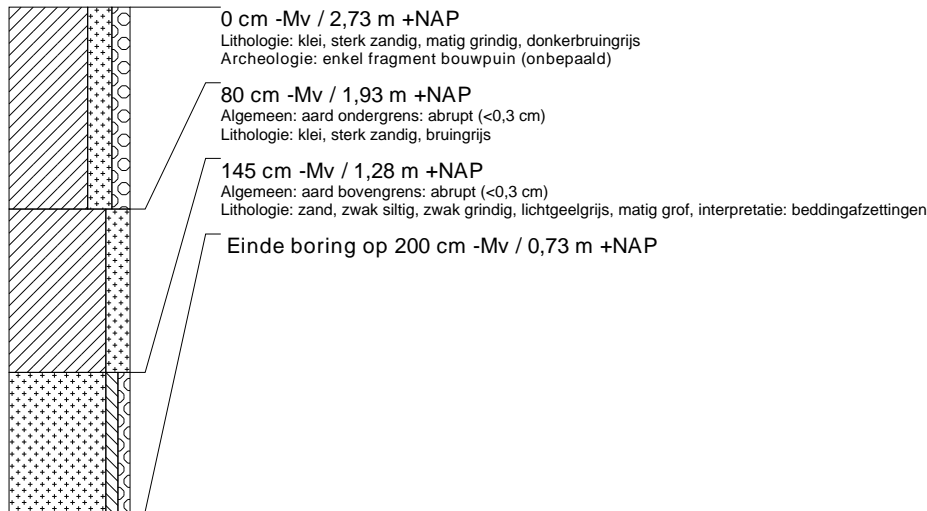 0 cm -Mv / 2,73 m +NAP
Lithologie: klei, sterk zandig, matig grindig, donkerbruingrijs
Archeologie: enkel fragment bouwpuin (onbepaald)
80 cm -Mv / 1,93 m +NAP
Algemeen: aard ondergrens: abrupt (<0,3 cm)
Lithologie: klei, sterk zandig, bruingrijs
145 cm -Mv / 1,28 m +NAP
Algemeen: aard bovengrens: abrupt (<0,3 cm)
Lithologie: zand, zwak siltig, zwak grindig, lichtgeelgrijs, matig grof, interpretatie: beddingafzettingen
Einde boring op 200 cm -Mv / 0,73 m +NAP